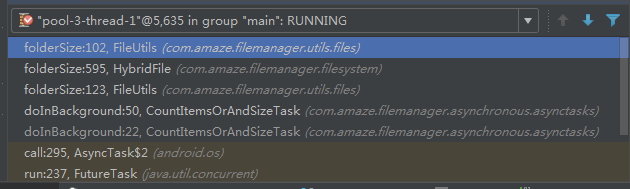 "pool-3-thread-1"@5,635 in group "main": RUNNING
folderSize:102, FileUtils (com.amaze.filemanager.utils.files)
folderSize:595, HybridFile (com.amaze.filemanager.filesystem)
folderSize:123, FileUtils (com.amaze.filemanager.utils.files)
doInBackground:50, CountItemsOrAndSizeTask (com.amaze.filemanager.asynchronous.asynctasks)
doInBackground:22, CountItemsOrAndSizeTask (com.amaze.filemanager.asynchronous.asynctasks)
call:295, AsyncTask$2 (android.os)
run:237, FutureTask (java.util.concurrent)